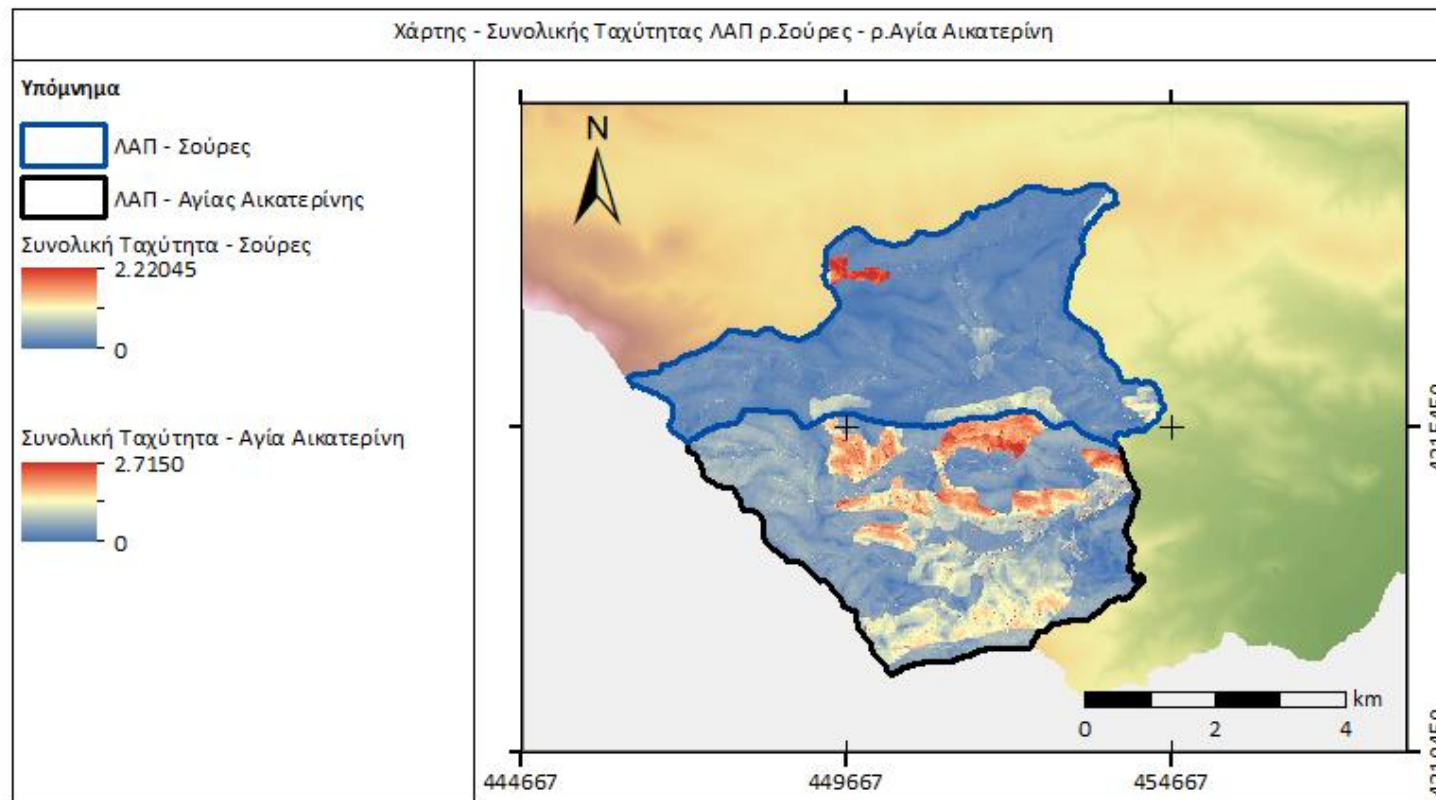 Χάρτης - Συνολικής Ταχύτητας ΛΑΠ ρ.Σούρες - ρ.Αγία Αικατερίνη
Υπόμνημα
ΛΑΠ - Σούρες
ΛΑΠ - Αγίας Αικατερίνης
Συνολική Ταχύτητα - Σούρες
2.22045
0
Συνολική Ταχύτητα - Αγία Αικατερίνη
2.7150
0
N
km
0 2 4
444667 449667 454667